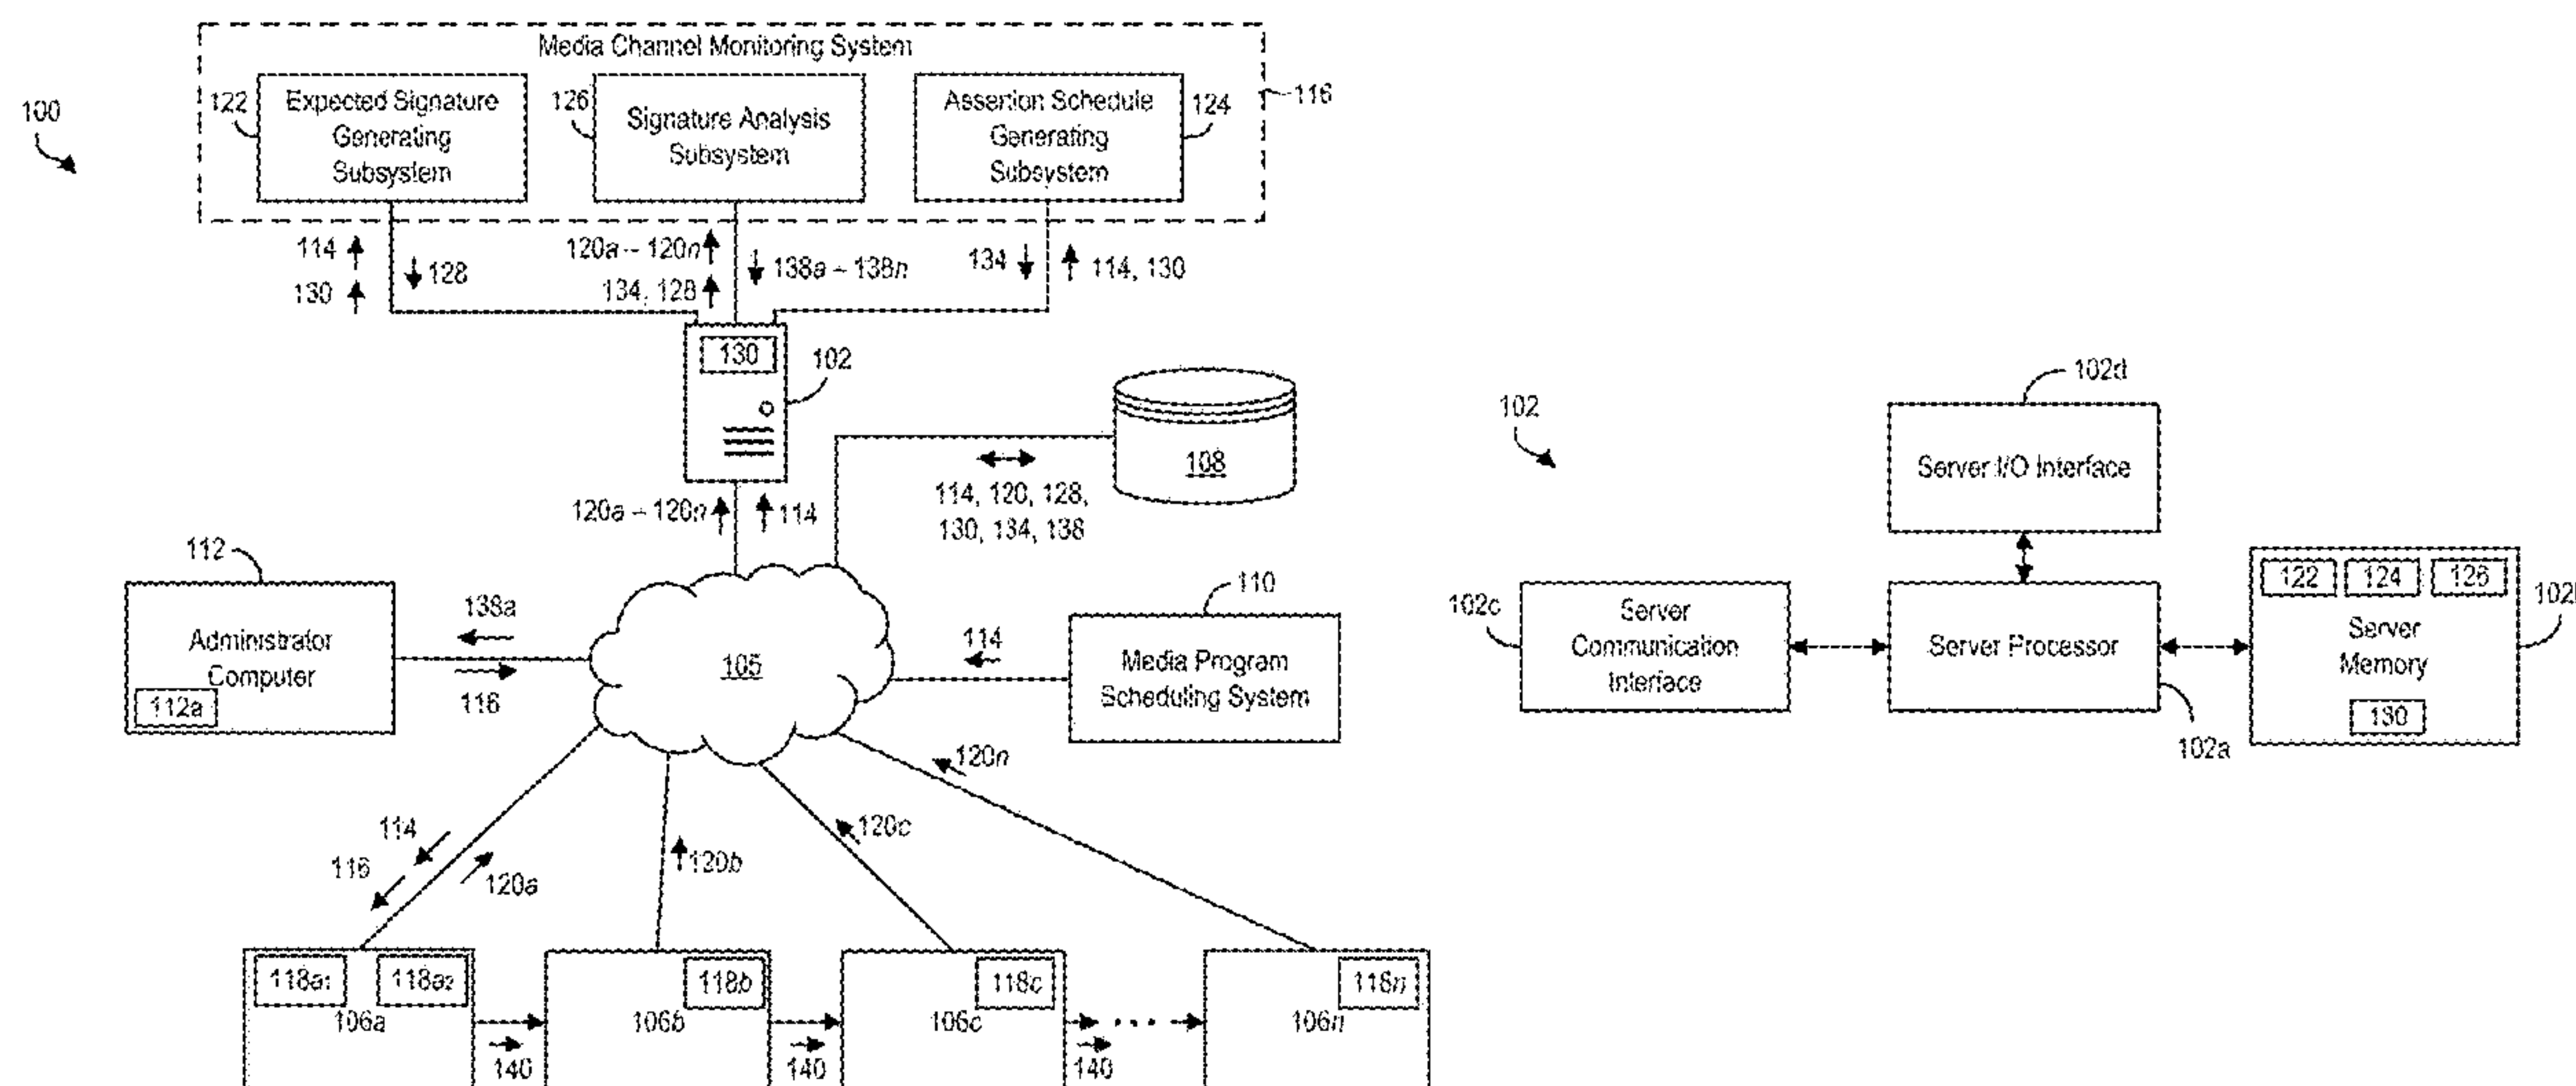 Media Channel Monitoring System
100
122
Expected Signature
Generating
Subsystem
126
Signature Analysis
Subsystem
Assertion Schedule
Generating
Subsystem
124
116
114
130
128
120a – 120n
134, 128
138a – 138n
134
114, 130
130
102
120a – 120n
114
108
114, 120, 128,
130, 134, 138
112
Administrator
Computer
112a
138a
116
105
114
110
Media Program
Scheduling System
114
116
120a
120b
120c
120n
118a1
118a2
106a
140
118b
106b
140
118c
106c
140
118n
106n
102
102d
Server I/O Interface
102c
Server
Communication
Interface
Server Processor
102a
122
124
126
Server
Memory
130